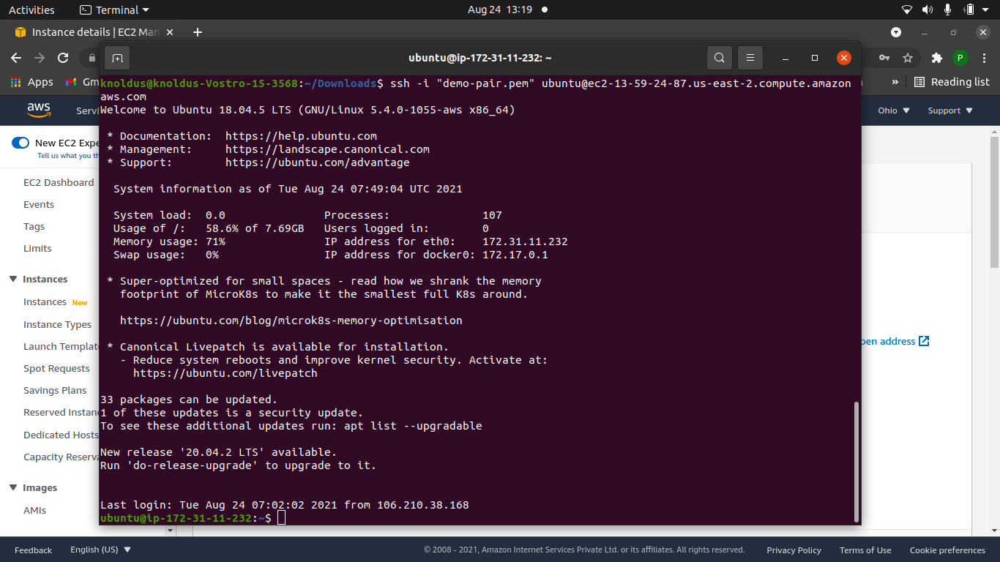 Activities Terminal Aug 24 13:19
Instance details | EC2 Man
ubuntu@ip-172-31-11-232: ~
P
Apps Gm » Reading list
aws Servi Ohio Support
knoldus@knoldus-Vostro-15-3568:~/Downloads$ ssh -i "demo-pair.pem" ubuntu@ec2-13-59-24-87.us-east-2.compute.amazon
aws.com
Welcome to Ubuntu 18.04.5 LTS (GNU/Linux 5.4.0-1055-aws x86_64)
* Documentation: https://help.ubuntu.com
* Management: https://landscape.canonical.com
* Support: https://ubuntu.com/advantage
System information as of Tue Aug 24 07:49:04 UTC 2021
System load: 0.0 Processes: 107
Usage of /: 58.6% of 7.69GB Users logged in: 0
Memory usage: 71% IP address for eth0: 172.31.11.232
Swap usage: 0% IP address for docker0: 172.17.0.1
* Super-optimized for small spaces - read how we shrank the memory
footprint of MicroK8s to make it the smallest full K8s around.
https://ubuntu.com/blog/microk8s-memory-optimisation
* Canonical Livepatch is available for installation.
- Reduce system reboots and improve kernel security. Activate at:
https://ubuntu.com/livepatch
33 packages can be updated.
1 of these updates is a security update.
To see these additional updates run: apt list --upgradable
New release '20.04.2 LTS' available.
Run 'do-release-upgrade' to upgrade to it.
Last login: Tue Aug 24 07:02:02 2021 from 106.210.38.168
ubuntu@ip-172-31-11-232:~$
New EC2 Expe
Tell us what you th
EC2 Dashboard
Events
Tags
Limits
Instances
Instances New
Instance Types
Launch Template
Spot Requests
Savings Plans
Reserved Instanc
Dedicated Hosts
Capacity Reserva
Images
AMIs
pen address
Feedback English (US) © 2008 - 2021, Amazon Internet Services Private Ltd. or its affiliates. All rights reserved. Privacy Policy Terms of Use Cookie preferences